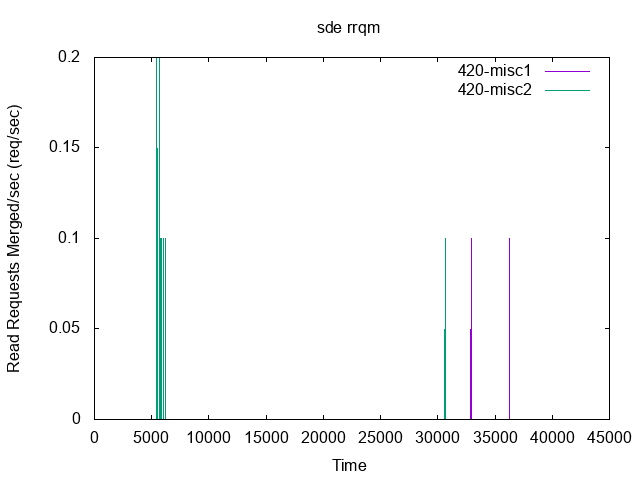 sde rrqm
0.2
0.15
0.1
0.05
0
Read Requests Merged/sec (req/sec)
420-misc1
420-misc2
0 5000 10000 15000 20000 25000 30000 35000 40000 45000
Time